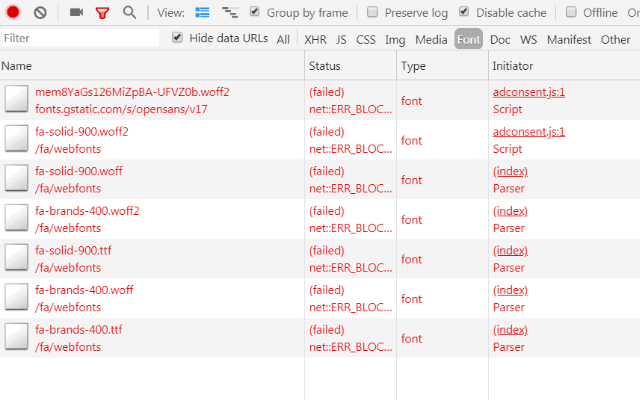 View: Group by frame Preserve log Disable cache Offline On
Filter Hide data URLs All XHR JS CSS Img Media Font Doc WS Manifest Other
Name Status Type Initiator
mem8YaGs126MiZpBA-UFVZ0b.woff2 (failed) font adconsent.js:1
fonts.gstatic.com/s/opensans/v17 net::ERR_BLOC... Script
fa-solid-900.woff2 (failed) font adconsent.js:1
/fa/webfonts net::ERR_BLOC... Script
fa-solid-900.woff (failed) font (index)
/fa/webfonts net::ERR_BLOC... Parser
fa-brands-400.woff2 (failed) font (index)
/fa/webfonts net::ERR_BLOC... Parser
fa-solid-900.ttf (failed) font (index)
/fa/webfonts net::ERR_BLOC... Parser
fa-brands-400.woff (failed) font (index)
/fa/webfonts net::ERR_BLOC... Parser
fa-brands-400.ttf (failed) font (index)
/fa/webfonts net::ERR_BLOC... Parser